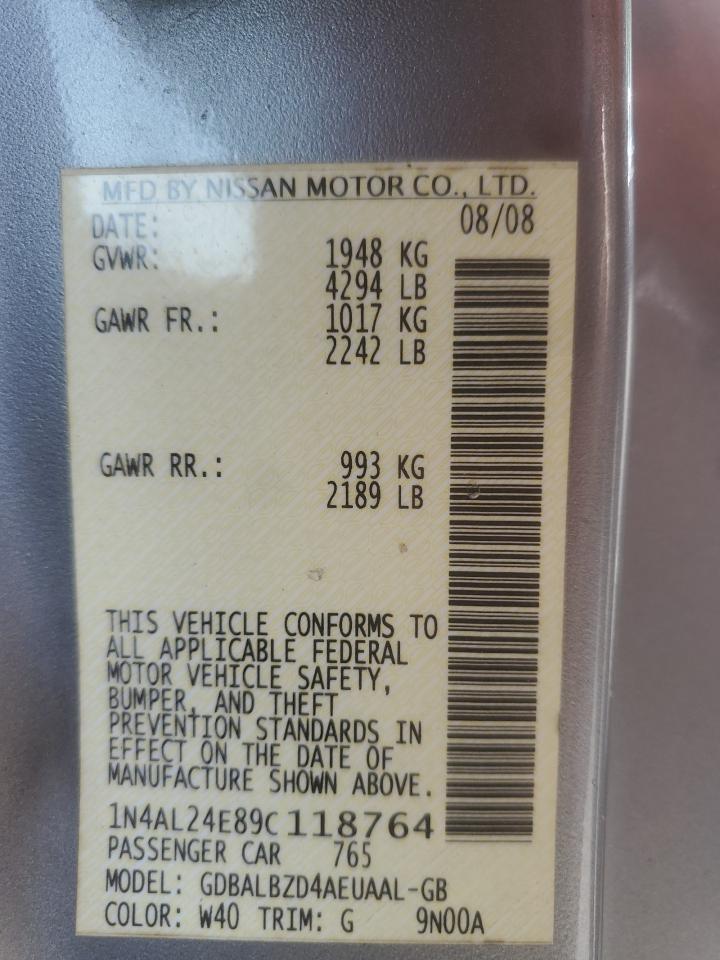 MFD BY NISSAN MOTOR CO., LTD.
DATE: 08/08
GVWR: 1948 KG
4294 LB
GAWR FR.: 1017 KG
2242 LB
GAWR RR.: 993 KG
2189 LB
THIS VEHICLE CONFORMS TO
ALL APPLICABLE FEDERAL
MOTOR VEHICLE SAFETY,
BUMPER, AND THEFT
PREVENTION STANDARDS IN
EFFECT ON THE DATE OF
MANUFACTURE SHOWN ABOVE.
1N4AL24E89C118764
PASSENGER CAR 765
MODEL: GDBALBZD4AEUAAL-GB
COLOR: W40 TRIM: G 9N00A